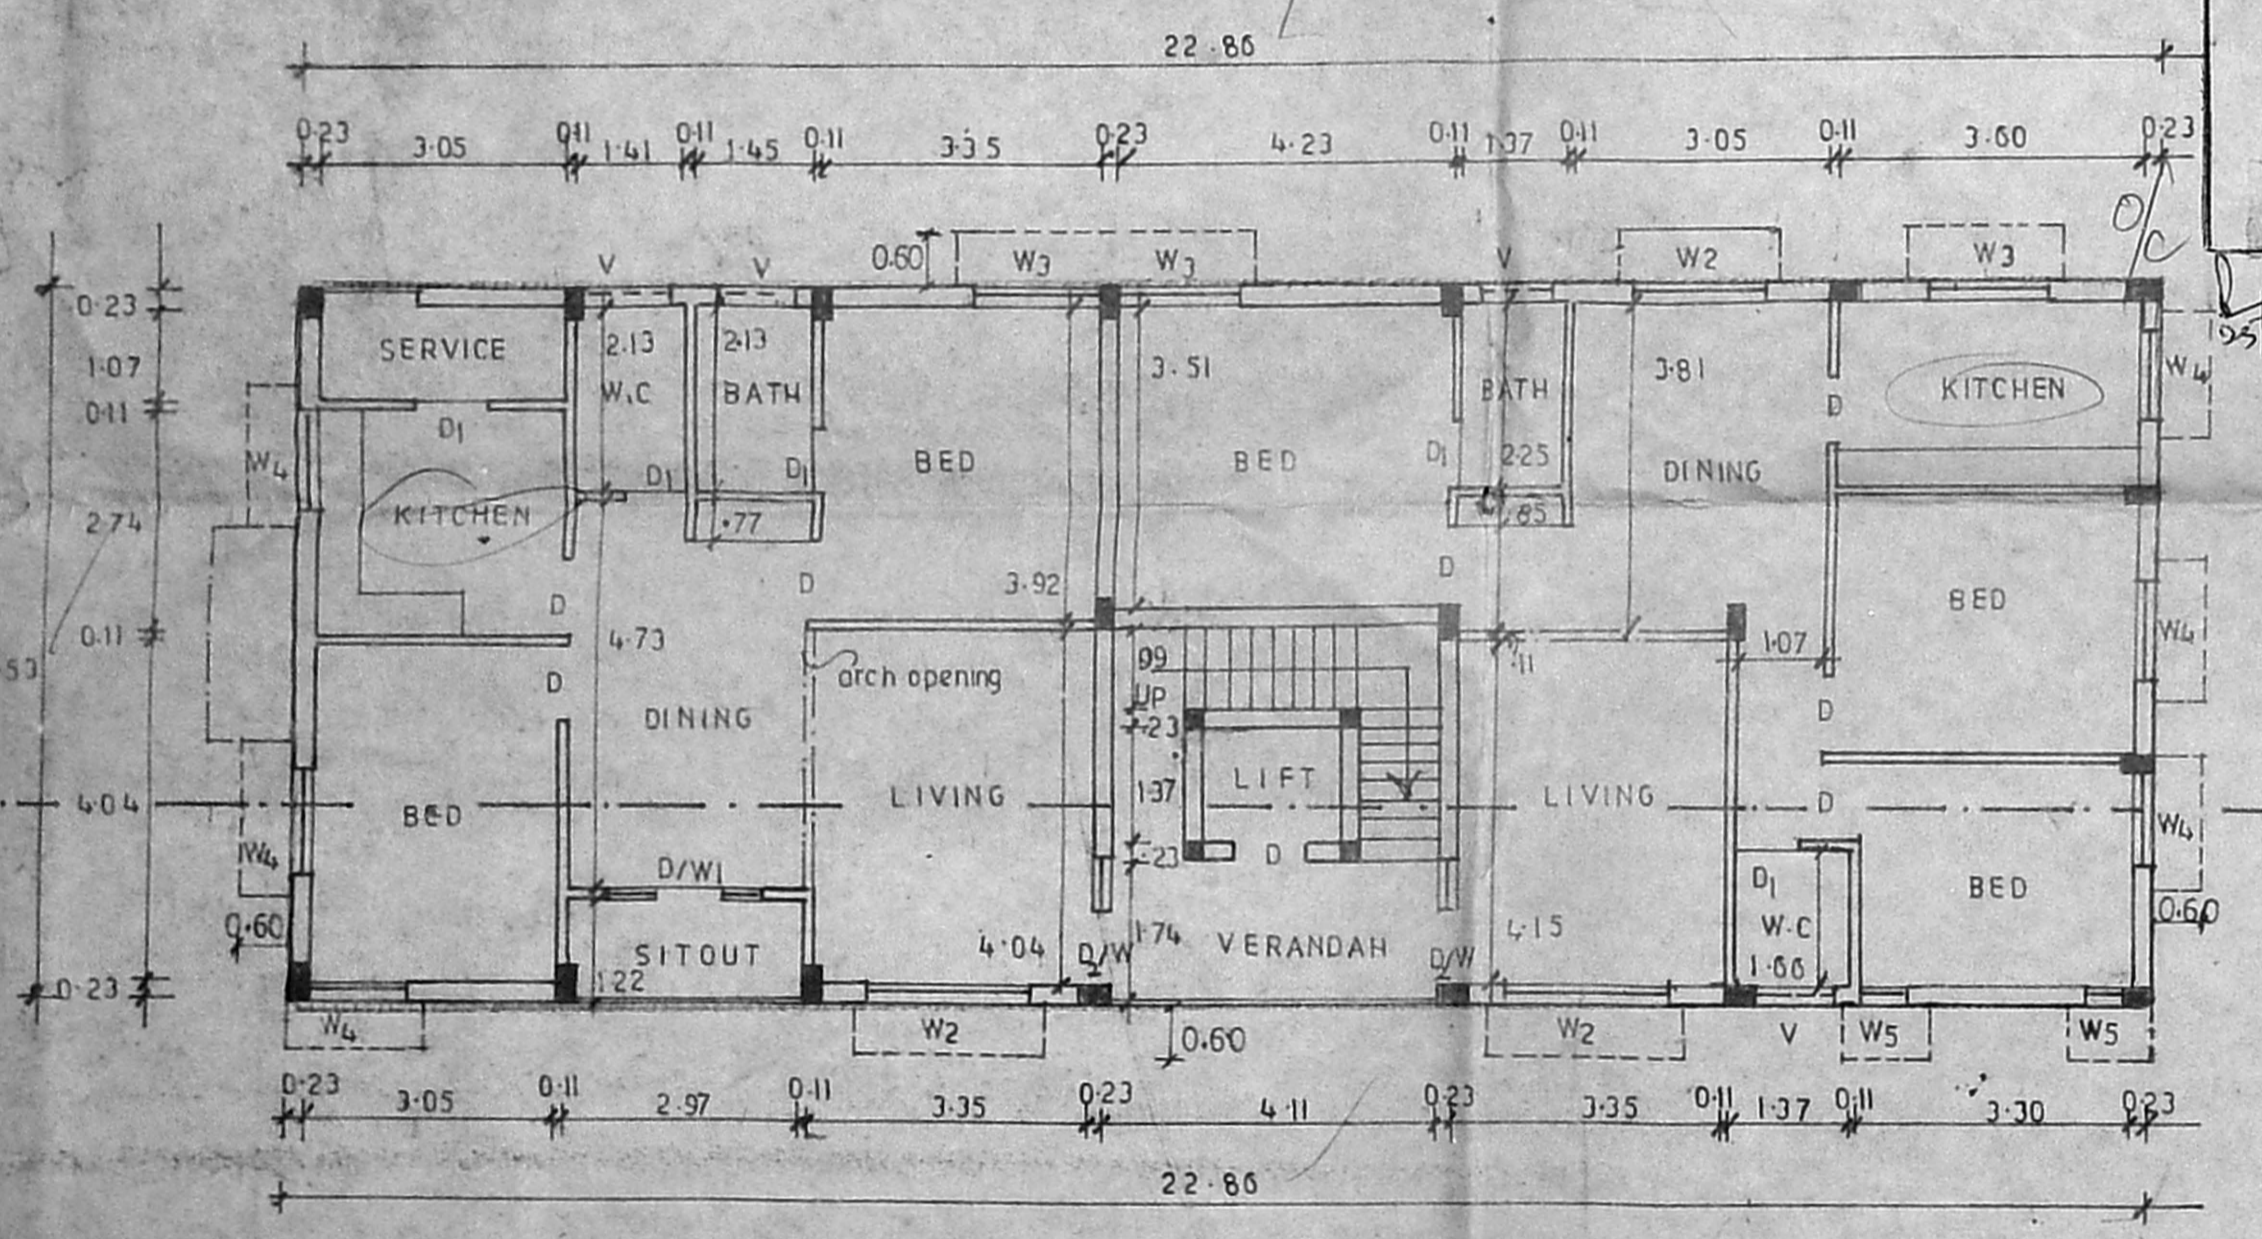 22.86
0.23 3.05 0.11 1.41 0.11 1.45 0.11 3.35 0.23 4.23 0.11 1.37 0.11 3.05 0.11 3.60 0.23
O/C
V V 0.60 W3 W3 V W2 W3
0.23
SERVICE 2.13 2.13 3.51 3.81 W4
1.07
W.C BATH BATH D KITCHEN
0.11
D1 W4 D1 D1 BED BED D1 2.25 DINING
2.74 KITCHEN .77 .85
D D 3.92 D BED
0.11 4.73 99 .11 1.07 W4
53 D arch opening UP D
DINING .23
4.04 BED LIVING 1.37 LIFT LIVING D
W4 D/W1 .23 D D1 BED W4
0.60 SITOUT 4.04 D2/W 1.74 VERANDAH D2/W 4.15 W.C 0.60
0.23 1.22 1.66
W4 W2 0.60 W2 V W5 W5
0.23 3.05 0.11 2.97 0.11 3.35 0.23 4.11 0.23 3.35 0.11 1.37 0.11 3.30 0.23
22.86